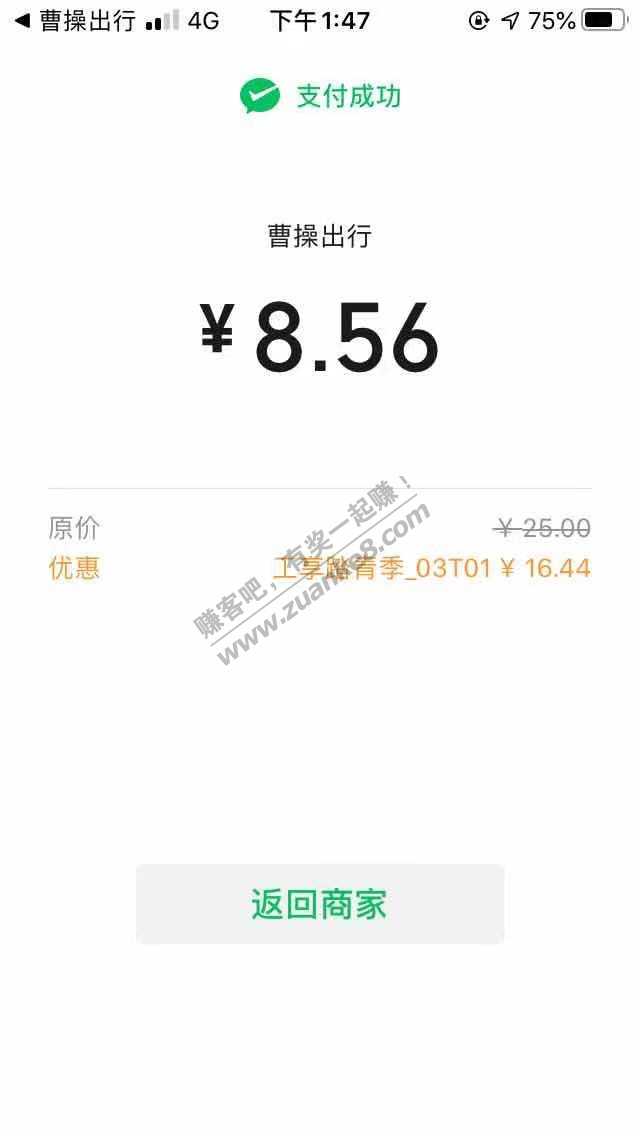 曹操出行 4G 下午1:47 75%
支付成功
曹操出行
¥8.56
原价 ¥25.00
优惠 工享踏青季_03T01 ¥16.44
赚客吧，有奖一起赚！
www.zuanke8.com
返回商家